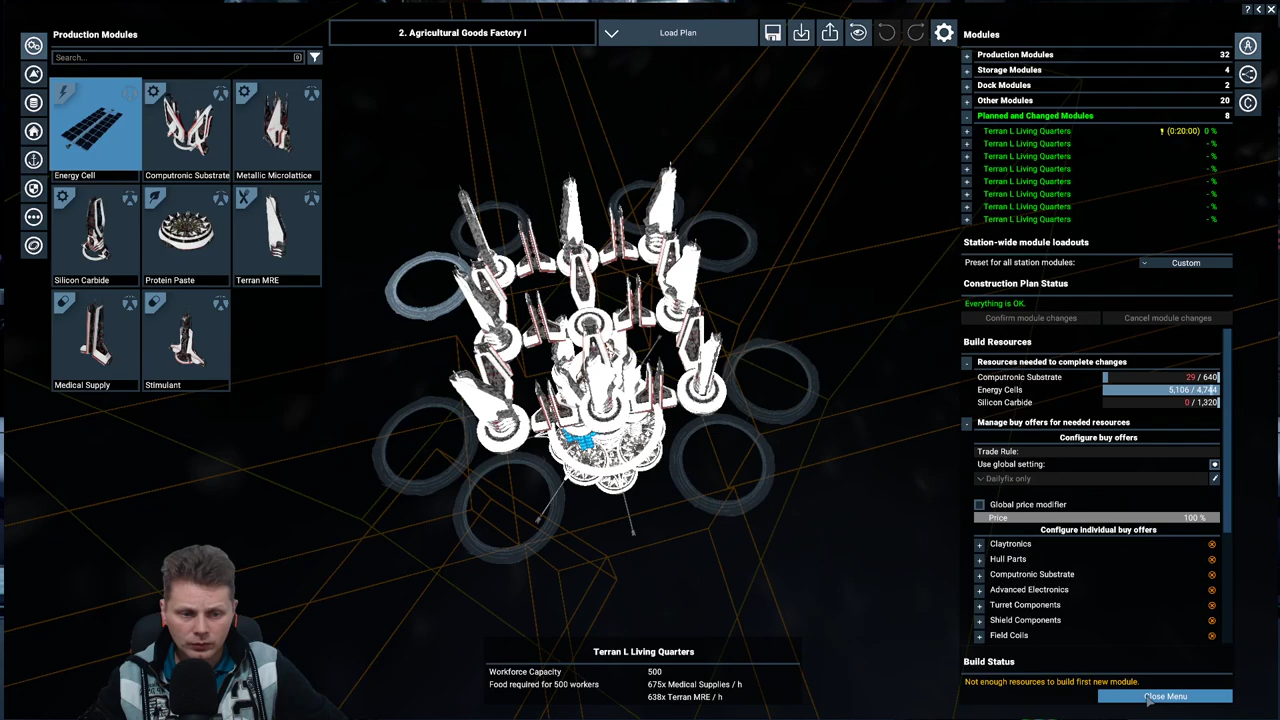 ? < ×
Production Modules
Search...
Energy Cell
Computronic Substrate
Metallic Microlattice
Silicon Carbide
Protein Paste
Terran MRE
Medical Supply
Stimulant
2. Agricultural Goods Factory I
Load Plan
Modules
+ Production Modules 32
+ Storage Modules 4
+ Dock Modules 2
+ Other Modules 20
- Planned and Changed Modules 8
+ Terran L Living Quarters (0:20:00) 0 %
+ Terran L Living Quarters - %
+ Terran L Living Quarters - %
+ Terran L Living Quarters - %
+ Terran L Living Quarters - %
+ Terran L Living Quarters - %
+ Terran L Living Quarters - %
+ Terran L Living Quarters - %
Station-wide module loadouts
Preset for all station modules: Custom
Construction Plan Status
Everything is OK.
Confirm module changes Cancel module changes
Build Resources
- Resources needed to complete changes
Computronic Substrate 29 / 640
Energy Cells 5,106 / 4,744
Silicon Carbide 0 / 1,320
- Manage buy offers for needed resources
Configure buy offers
Trade Rule:
Use global setting:
Dailyfix only
Global price modifier
Price 100 %
Configure individual buy offers
+ Claytronics
+ Hull Parts
+ Computronic Substrate
+ Advanced Electronics
+ Turret Components
+ Shield Components
+ Field Coils
Build Status
Not enough resources to build first new module.
Close Menu
Terran L Living Quarters
Workforce Capacity 500
Food required for 500 workers 675x Medical Supplies / h
638x Terran MRE / h